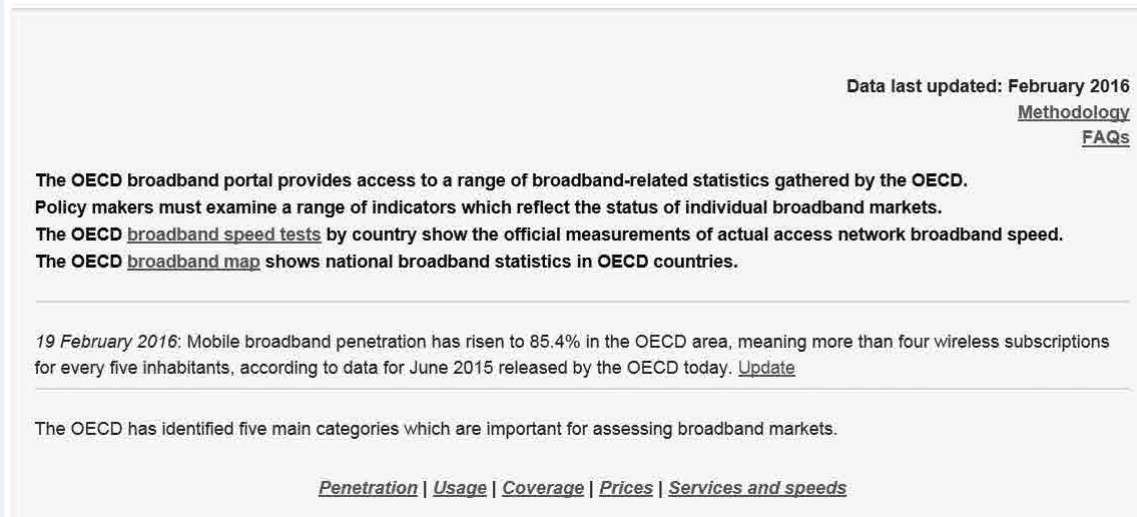 Data last updated: February 2016
Methodology
FAQs
The OECD broadband portal provides access to a range of broadband-related statistics gathered by the OECD.
Policy makers must examine a range of indicators which reflect the status of individual broadband markets.
The OECD broadband speed tests by country show the official measurements of actual access network broadband speed.
The OECD broadband map shows national broadband statistics in OECD countries.
19 February 2016: Mobile broadband penetration has risen to 85.4% in the OECD area, meaning more than four wireless subscriptions
for every five inhabitants, according to data for June 2015 released by the OECD today. Update
The OECD has identified five main categories which are important for assessing broadband markets.
Penetration | Usage | Coverage | Prices | Services and speeds